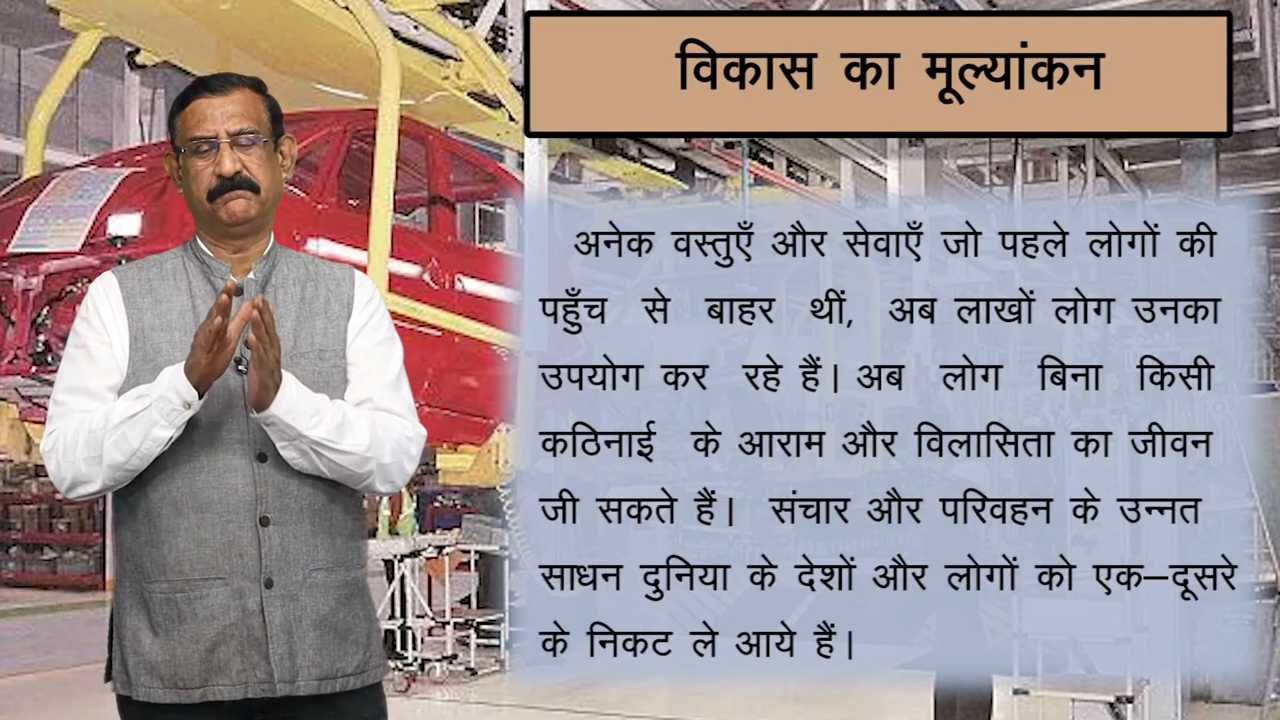 विकास का मूल्यांकन
अनेक वस्तुएँ और सेवाएँ जो पहले लोगों की
पहुँच से बाहर थीं, अब लाखों लोग उनका
उपयोग कर रहे हैं। अब लोग बिना किसी
कठिनाई के आराम और विलासिता का जीवन
जी सकते हैं। संचार और परिवहन के उन्नत
साधन दुनिया के देशों और लोगों को एक–दूसरे
के निकट ले आये हैं।